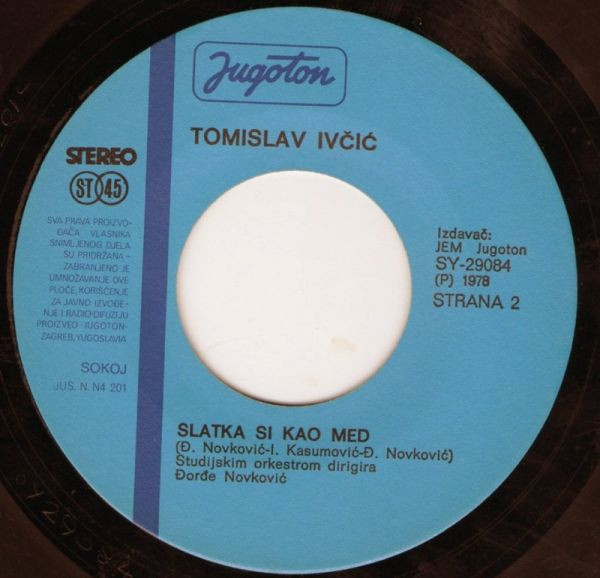 Jugoton
TOMISLAV IVČIĆ
STEREO
ST 45
SVA PRAVA PROIZVO-
ĐAČA VLASNIKA
SNIMLJENOG DJELA
SU PRIDRŽANA –
ZABRANJENO JE
UMNOŽAVANJE OVE
PLOČE, KORIŠĆENJE
ZA JAVNO IZVOĐE-
NJE I RADIO-DIFUZIJU
PROIZVEO - JUGOTON -
ZAGREB, YUGOSLAVIA
SOKOJ
JUS. N. N4 201
Izdavač:
JEM Jugoton
SY-29084
(P) 1978
STRANA 2
SLATKA SI KAO MED
(Đ. Novković-I. Kasumović-Đ. Novković)
Studijskim orkestrom dirigira
Đorđe Novković